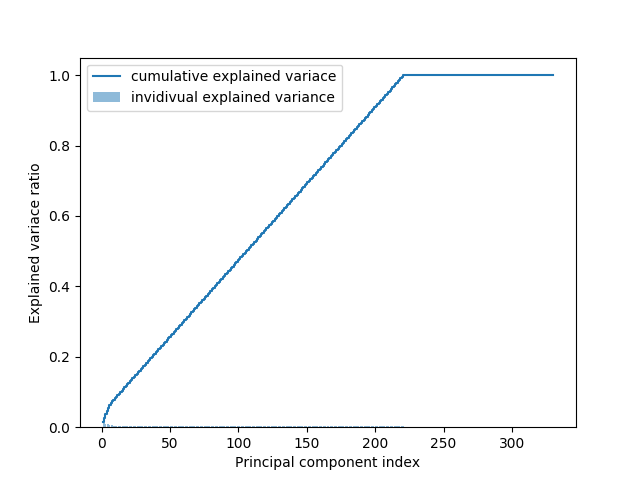 cumulative explained variace
invidivual explained variance
1.0
0.8
0.6
0.4
0.2
0.0
Explained variace ratio
0 50 100 150 200 250 300
Principal component index